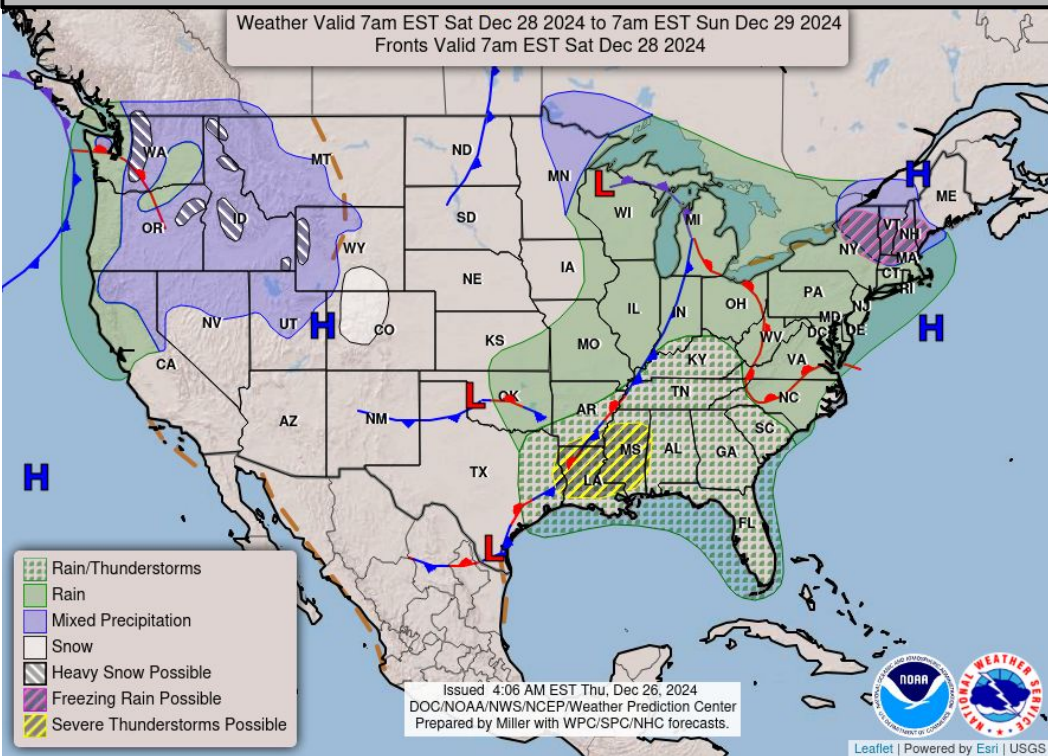 Weather Valid 7am EST Sat Dec 28 2024 to 7am EST Sun Dec 29 2024
Fronts Valid 7am EST Sat Dec 28 2024
WA
MT
ND
MN
OR
ID
SD
WI
MI
VT
NH
ME
NY
MA
CT
RI
WY
NE
IA
IL
IN
OH
PA
NJ
MD
DC
DE
WV
VA
NV
UT
CO
KS
MO
KY
CA
AZ
NM
OK
AR
TN
NC
SC
TX
LA
MS
AL
GA
FL
H
H
H
H
L
L
L
Rain/Thunderstorms
Rain
Mixed Precipitation
Snow
Heavy Snow Possible
Freezing Rain Possible
Severe Thunderstorms Possible
Issued 4:06 AM EST Thu, Dec 26, 2024
DOC/NOAA/NWS/NCEP/Weather Prediction Center
Prepared by Miller with WPC/SPC/NHC forecasts.
NOAA
NATIONAL WEATHER SERVICE
Leaflet | Powered by Esri | USGS